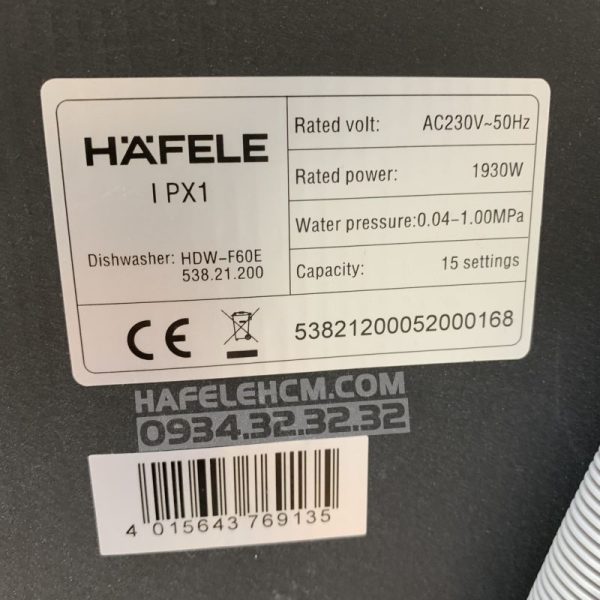 HÄFELE
I PX1
Dishwasher: HDW-F60E
538.21.200
Rated volt: AC230V~50Hz
Rated power: 1930W
Water pressure:0.04-1.00MPa
Capacity: 15 settings
CE
53821200052000168
HAFELEHCM.COM
0934.32.32.32
4 015643 769135